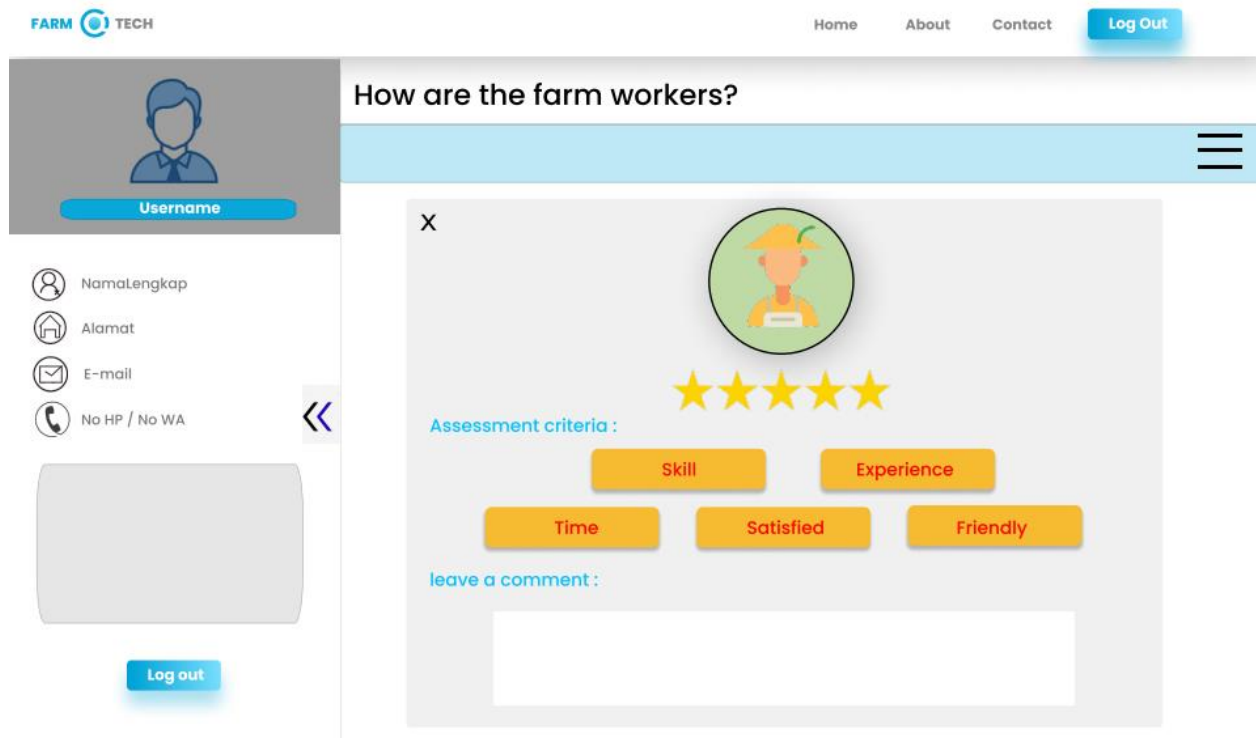 FARM TECH
Home About Contact Log Out
How are the farm workers?
Username
NamaLengkap
Alamat
E-mail
No HP / No WA
Log out
X
Assessment criteria :
Skill Experience
Time Satisfied Friendly
leave a comment :